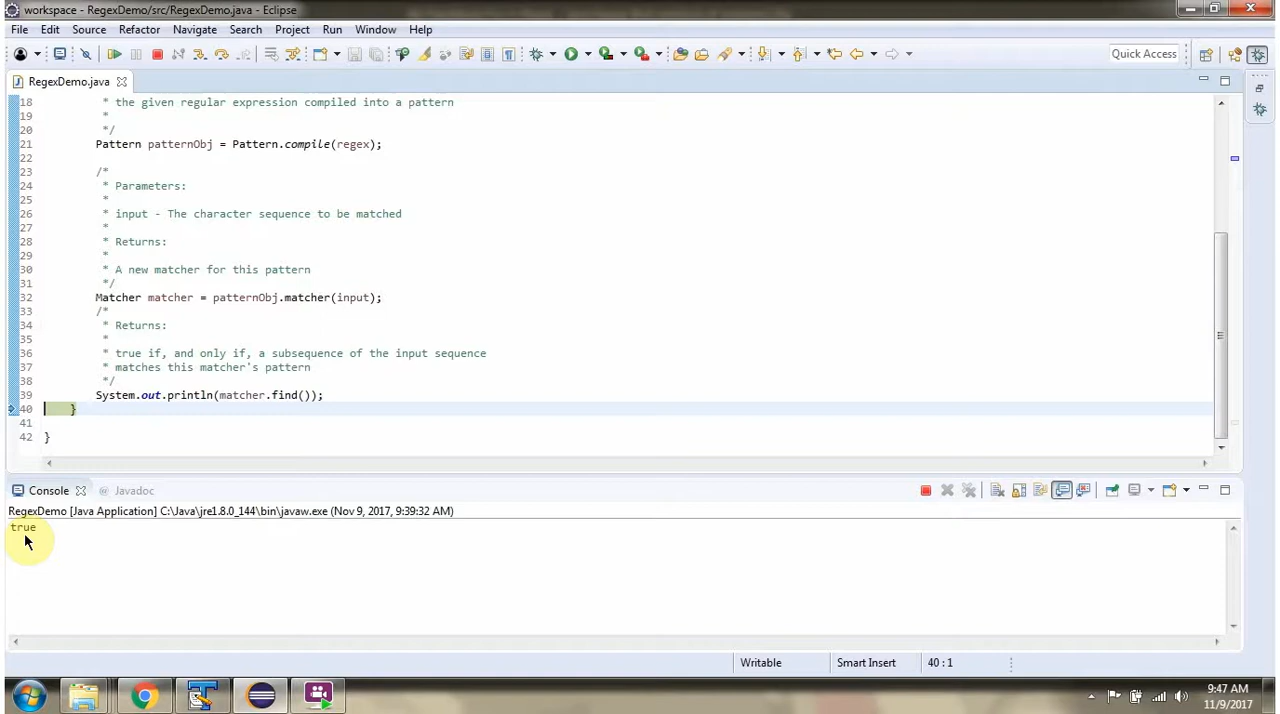 workspace - RegexDemo/src/RegexDemo.java - Eclipse
File Edit Source Refactor Navigate Search Project Run Window Help
Quick Access
RegexDemo.java
18 * the given regular expression compiled into a pattern
19 *
20 */
21 Pattern patternObj = Pattern.compile(regex);
22
23 /*
24 * Parameters:
25 *
26 * input - The character sequence to be matched
27 *
28 * Returns:
29 *
30 * A new matcher for this pattern
31 */
32 Matcher matcher = patternObj.matcher(input);
33 /*
34 * Returns:
35 *
36 * true if, and only if, a subsequence of the input sequence
37 * matches this matcher's pattern
38 */
39 System.out.println(matcher.find());
40 }
41
42 }
Console @ Javadoc
RegexDemo [Java Application] C:\Java\jre1.8.0_144\bin\javaw.exe (Nov 9, 2017, 9:39:32 AM)
true
Writable Smart Insert 40 : 1
9:47 AM
11/9/2017